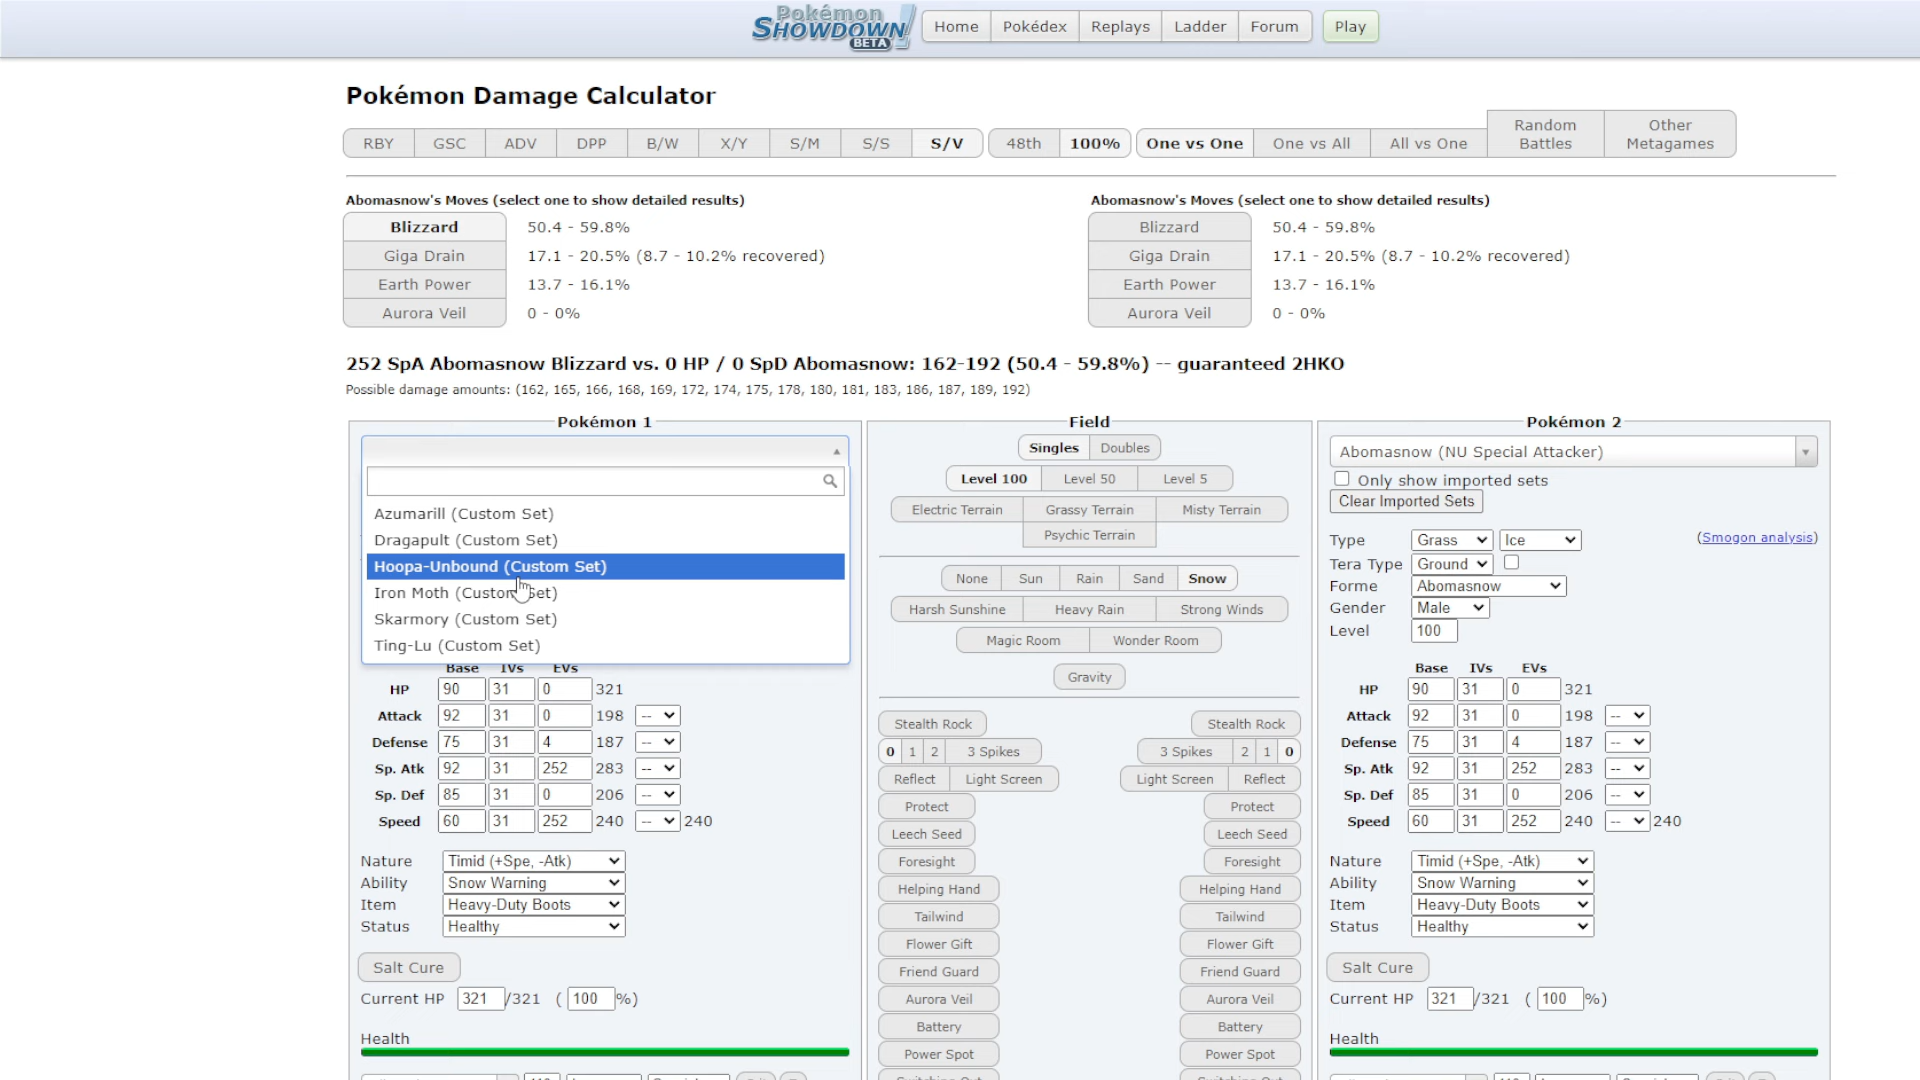 Pokémon
SHOWDOWN!
BETA
Home Pokédex Replays Ladder Forum Play
Pokémon Damage Calculator
RBY GSC ADV DPP B/W X/Y S/M S/S S/V 48th 100% One vs One One vs All All vs One Random Battles Other Metagames
Abomasnow's Moves (select one to show detailed results) Abomasnow's Moves (select one to show detailed results)
Blizzard 50.4 - 59.8% Blizzard 50.4 - 59.8%
Giga Drain 17.1 - 20.5% (8.7 - 10.2% recovered) Giga Drain 17.1 - 20.5% (8.7 - 10.2% recovered)
Earth Power 13.7 - 16.1% Earth Power 13.7 - 16.1%
Aurora Veil 0 - 0% Aurora Veil 0 - 0%
252 SpA Abomasnow Blizzard vs. 0 HP / 0 SpD Abomasnow: 162-192 (50.4 - 59.8%) -- guaranteed 2HKO
Possible damage amounts: (162, 165, 166, 168, 169, 172, 174, 175, 178, 180, 181, 183, 186, 187, 189, 192)
Pokémon 1
Azumarill (Custom Set)
Dragapult (Custom Set)
Hoopa-Unbound (Custom Set)
Iron Moth (Custom Set)
Skarmory (Custom Set)
Ting-Lu (Custom Set)
Base IVs EVs
HP 90 31 0 321
Attack 92 31 0 198 --
Defense 75 31 4 187 --
Sp. Atk 92 31 252 283 --
Sp. Def 85 31 0 206 --
Speed 60 31 252 240 -- 240
Nature Timid (+Spe, -Atk)
Ability Snow Warning
Item Heavy-Duty Boots
Status Healthy
Salt Cure
Current HP 321 /321 ( 100 %)
Health
Field
Singles Doubles
Level 100 Level 50 Level 5
Electric Terrain Grassy Terrain Misty Terrain
Psychic Terrain
None Sun Rain Sand Snow
Harsh Sunshine Heavy Rain Strong Winds
Magic Room Wonder Room
Gravity
Stealth Rock Stealth Rock
0 1 2 3 Spikes 3 Spikes 2 1 0
Reflect Light Screen Light Screen Reflect
Protect Protect
Leech Seed Leech Seed
Foresight Foresight
Helping Hand Helping Hand
Tailwind Tailwind
Flower Gift Flower Gift
Friend Guard Friend Guard
Aurora Veil Aurora Veil
Battery Battery
Power Spot Power Spot
Pokémon 2
Abomasnow (NU Special Attacker)
Only show imported sets
Clear Imported Sets
Type Grass Ice (Smogon analysis)
Tera Type Ground
Forme Abomasnow
Gender Male
Level 100
Base IVs EVs
HP 90 31 0 321
Attack 92 31 0 198 --
Defense 75 31 4 187 --
Sp. Atk 92 31 252 283 --
Sp. Def 85 31 0 206 --
Speed 60 31 252 240 -- 240
Nature Timid (+Spe, -Atk)
Ability Snow Warning
Item Heavy-Duty Boots
Status Healthy
Salt Cure
Current HP 321 /321 ( 100 %)
Health